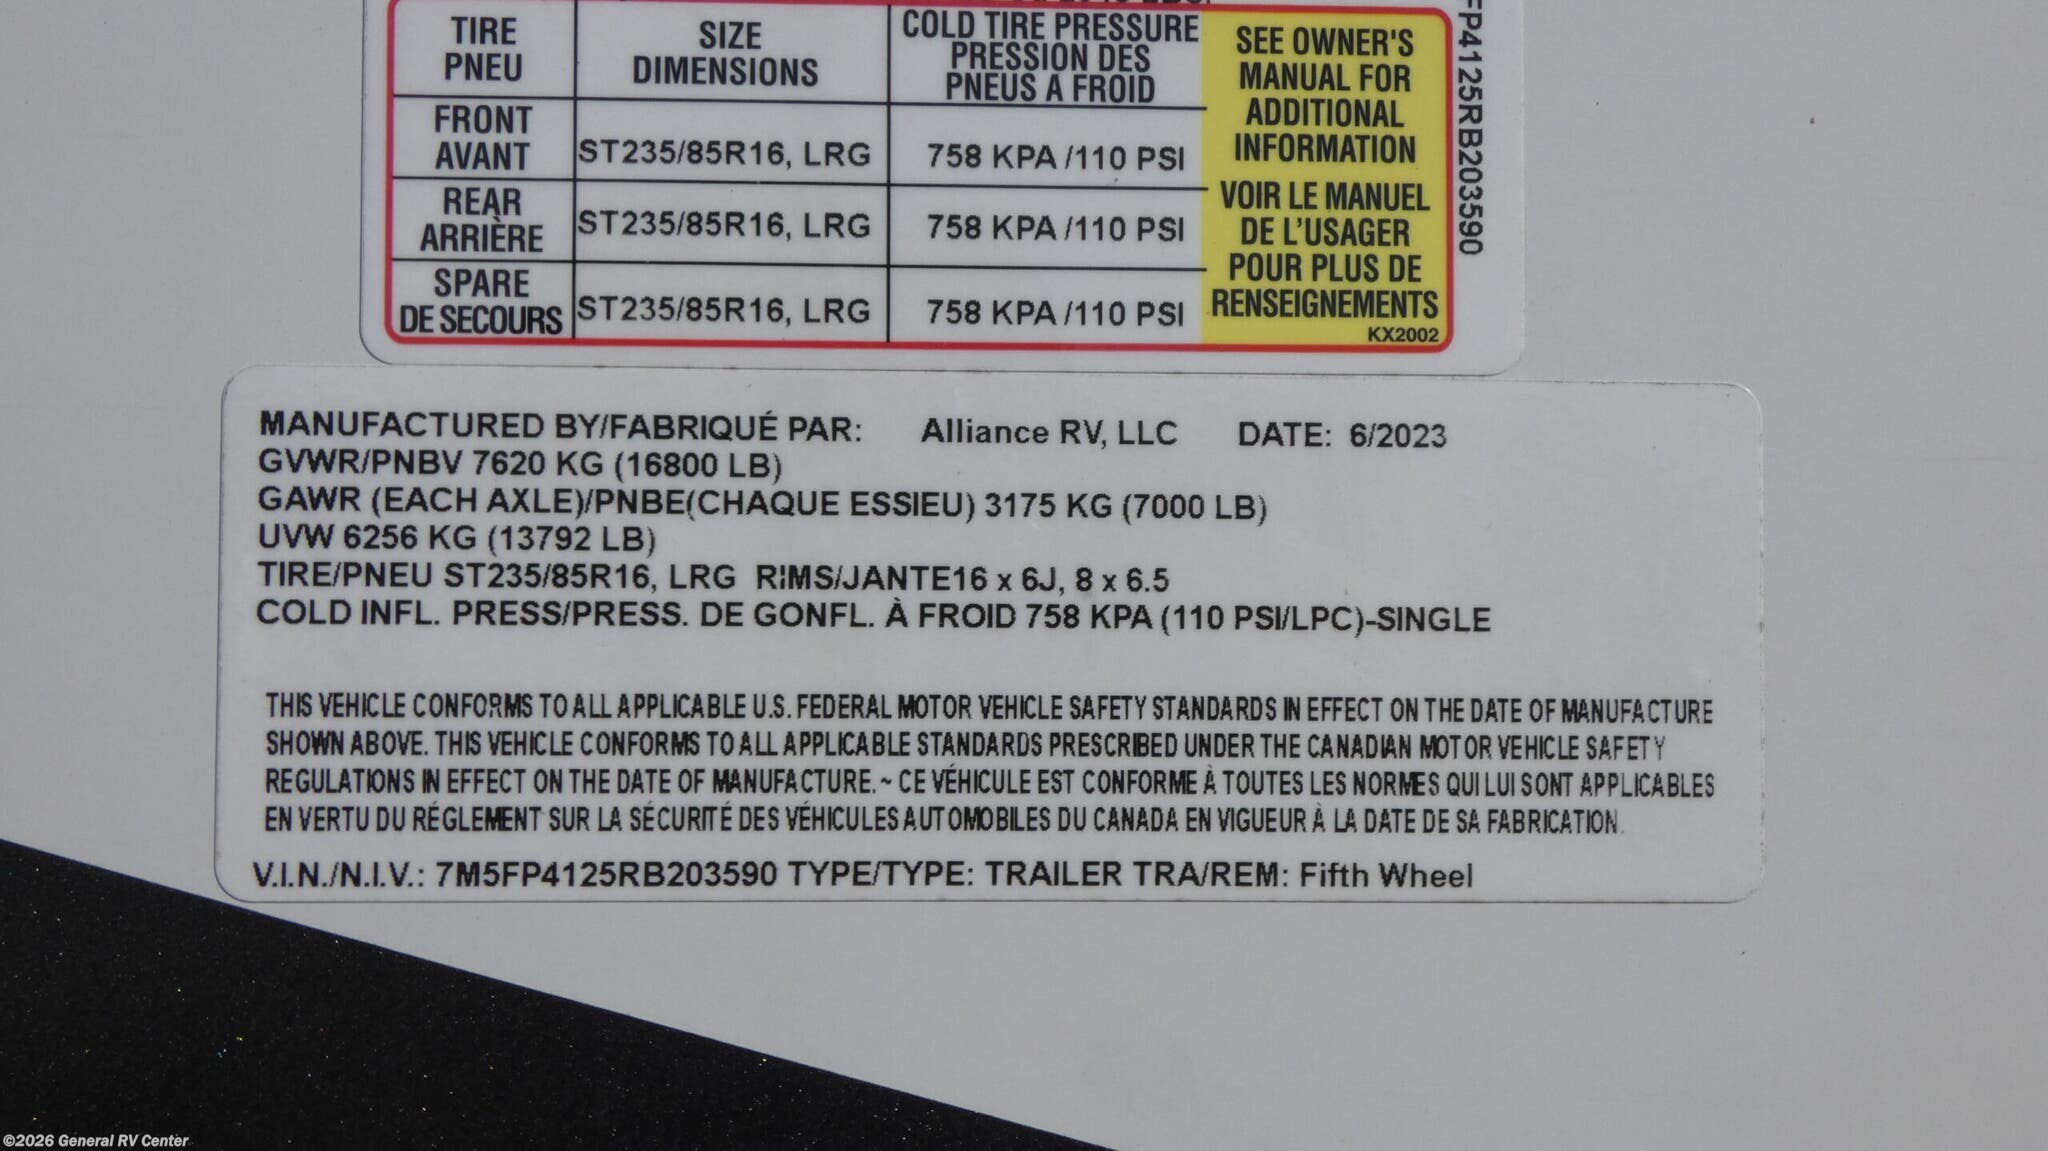 TIRE
PNEU
SIZE
DIMENSIONS
COLD TIRE PRESSURE
PRESSION DES
PNEUS A FROID
SEE OWNER'S
MANUAL FOR
ADDITIONAL
INFORMATION
VOIR LE MANUEL
DE L'USAGER
POUR PLUS DE
RENSEIGNEMENTS
KX2002
FRONT
AVANT
ST235/85R16, LRG
758 KPA /110 PSI
REAR
ARRIÈRE
ST235/85R16, LRG
758 KPA /110 PSI
SPARE
DE SECOURS
ST235/85R16, LRG
758 KPA /110 PSI
FP4125RB203590
MANUFACTURED BY/FABRIQUÉ PAR: Alliance RV, LLC DATE: 6/2023
GVWR/PNBV 7620 KG (16800 LB)
GAWR (EACH AXLE)/PNBE(CHAQUE ESSIEU) 3175 KG (7000 LB)
UVW 6256 KG (13792 LB)
TIRE/PNEU ST235/85R16, LRG RIMS/JANTE16 x 6J, 8 x 6.5
COLD INFL. PRESS/PRESS. DE GONFL. À FROID 758 KPA (110 PSI/LPC)-SINGLE
THIS VEHICLE CONFORMS TO ALL APPLICABLE U.S. FEDERAL MOTOR VEHICLE SAFETY STANDARDS IN EFFECT ON THE DATE OF MANUFACTURE
SHOWN ABOVE. THIS VEHICLE CONFORMS TO ALL APPLICABLE STANDARDS PRESCRIBED UNDER THE CANADIAN MOTOR VEHICLE SAFETY
REGULATIONS IN EFFECT ON THE DATE OF MANUFACTURE. ~ CE VÉHICULE EST CONFORME À TOUTES LES NORMES QUI LUI SONT APPLICABLES
EN VERTU DU RÉGLEMENT SUR LA SÉCURITÉ DES VÉHICULES AUTOMOBILES DU CANADA EN VIGUEUR À LA DATE DE SA FABRICATION.
V.I.N./N.I.V.: 7M5FP4125RB203590 TYPE/TYPE: TRAILER TRA/REM: Fifth Wheel
©2026 General RV Center